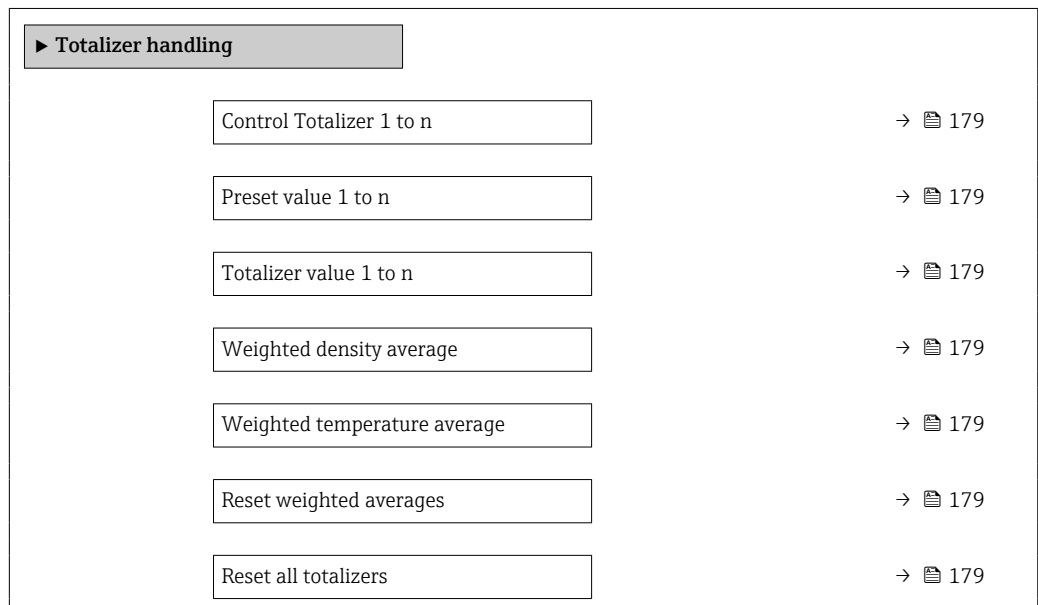 ▶ Totalizer handling
Control Totalizer 1 to n → 179
Preset value 1 to n → 179
Totalizer value 1 to n → 179
Weighted density average → 179
Weighted temperature average → 179
Reset weighted averages → 179
Reset all totalizers → 179